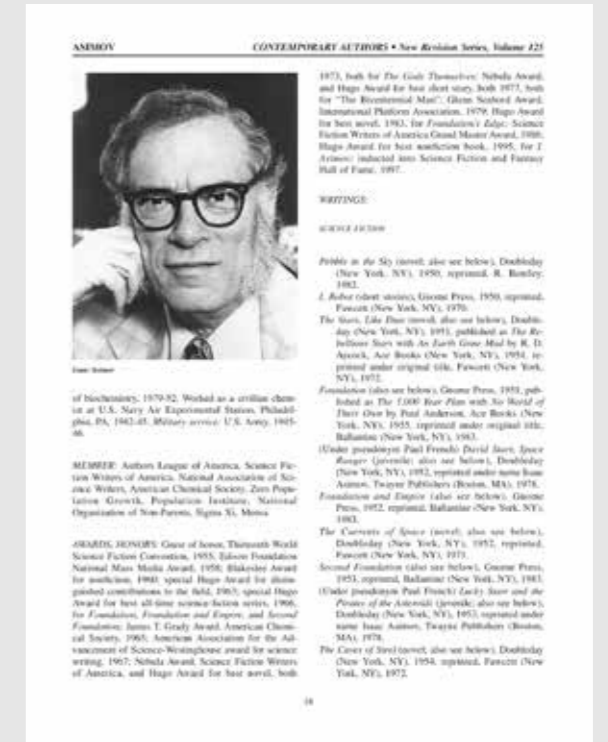 ASIMOV
CONTEMPORARY AUTHORS • New Revision Series, Volume 125
Isaac Asimov
of biochemistry, 1979-92. Worked as a civilian chem-
ist at U.S. Navy Air Experimental Station, Philadel-
phia, PA, 1942-45. Military service: U.S. Army, 1945-
46.
MEMBER: Authors League of America, Science Fic-
tion Writers of America, National Association of Sci-
ence Writers, American Chemical Society, Zero Popu-
lation Growth, Population Institute, National
Organization of Non-Parents, Sigma Xi, Mensa.
AWARDS, HONORS: Guest of honor, Thirteenth World
Science Fiction Convention, 1955; Edison Foundation
National Mass Media Award, 1958; Blakeslee Award
for nonfiction, 1960; special Hugo Award for distin-
guished contributions to the field, 1963; special Hugo
Award for best all-time science-fiction series, 1966,
for Foundation, Foundation and Empire, and Second
Foundation; James T. Grady Award, American Chemi-
cal Society, 1965; American Association for the Ad-
vancement of Science-Westinghouse award for science
writing, 1967; Nebula Award, Science Fiction Writers
of America, and Hugo Award for best novel, both
1973, both for The Gods Themselves; Nebula Award,
and Hugo Award for best short story, both 1977, both
for "The Bicentennial Man"; Glenn Seabord Award,
International Platform Association, 1979; Hugo Award
for best novel, 1983, for Foundation's Edge; Science
Fiction Writers of America Grand Master Award, 1986;
Hugo Award for best nonfiction book, 1995, for I.
Asimov; inducted into Science Fiction and Fantasy
Hall of Fame, 1997.
WRITINGS:
SCIENCE FICTION
Pebble in the Sky (novel; also see below), Doubleday
(New York, NY), 1950, reprinted, R. Bentley,
1982.
I, Robot (short stories), Gnome Press, 1950, reprinted,
Fawcett (New York, NY), 1970.
The Stars, Like Dust (novel; also see below), Double-
day (New York, NY), 1951, published as The Re-
bellious Stars with An Earth Gone Mad by R. D.
Aycock, Ace Books (New York, NY), 1954, re-
printed under original title, Fawcett (New York,
NY), 1972.
Foundation (also see below), Gnome Press, 1951, pub-
lished as The 1,000 Year Plan with No World of
Their Own by Poul Anderson, Ace Books (New
York, NY), 1955, reprinted under original title,
Ballantine (New York, NY), 1983.
(Under pseudonym Paul French) David Starr, Space
Ranger (juvenile; also see below), Doubleday
(New York, NY), 1952, reprinted under name Isaac
Asimov, Twayne Publishers (Boston, MA), 1978.
Foundation and Empire (also see below), Gnome
Press, 1952, reprinted, Ballantine (New York, NY),
1983.
The Currents of Space (novel; also see below),
Doubleday (New York, NY), 1952, reprinted,
Fawcett (New York, NY), 1971.
Second Foundation (also see below), Gnome Press,
1953, reprinted, Ballantine (New York, NY), 1983.
(Under pseudonym Paul French) Lucky Starr and the
Pirates of the Asteroids (juvenile; also see below),
Doubleday (New York, NY), 1953, reprinted under
name Isaac Asimov, Twayne Publishers (Boston,
MA), 1978.
The Caves of Steel (novel; also see below), Doubleday
(New York, NY), 1954, reprinted, Fawcett (New
York, NY), 1972.